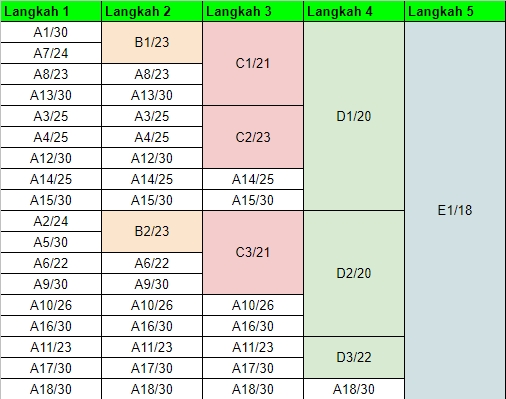 Langkah 1 Langkah 2 Langkah 3 Langkah 4 Langkah 5
A1/30 B1/23 C1/21 D1/20 E1/18
A7/24
A8/23 A8/23
A13/30 A13/30
A3/25 A3/25 C2/23
A4/25 A4/25
A12/30 A12/30
A14/25 A14/25 A14/25
A15/30 A15/30 A15/30
A2/24 B2/23 C3/21 D2/20
A5/30
A6/22 A6/22
A9/30 A9/30
A10/26 A10/26 A10/26
A16/30 A16/30 A16/30
A11/23 A11/23 A11/23 D3/22
A17/30 A17/30 A17/30
A18/30 A18/30 A18/30 A18/30